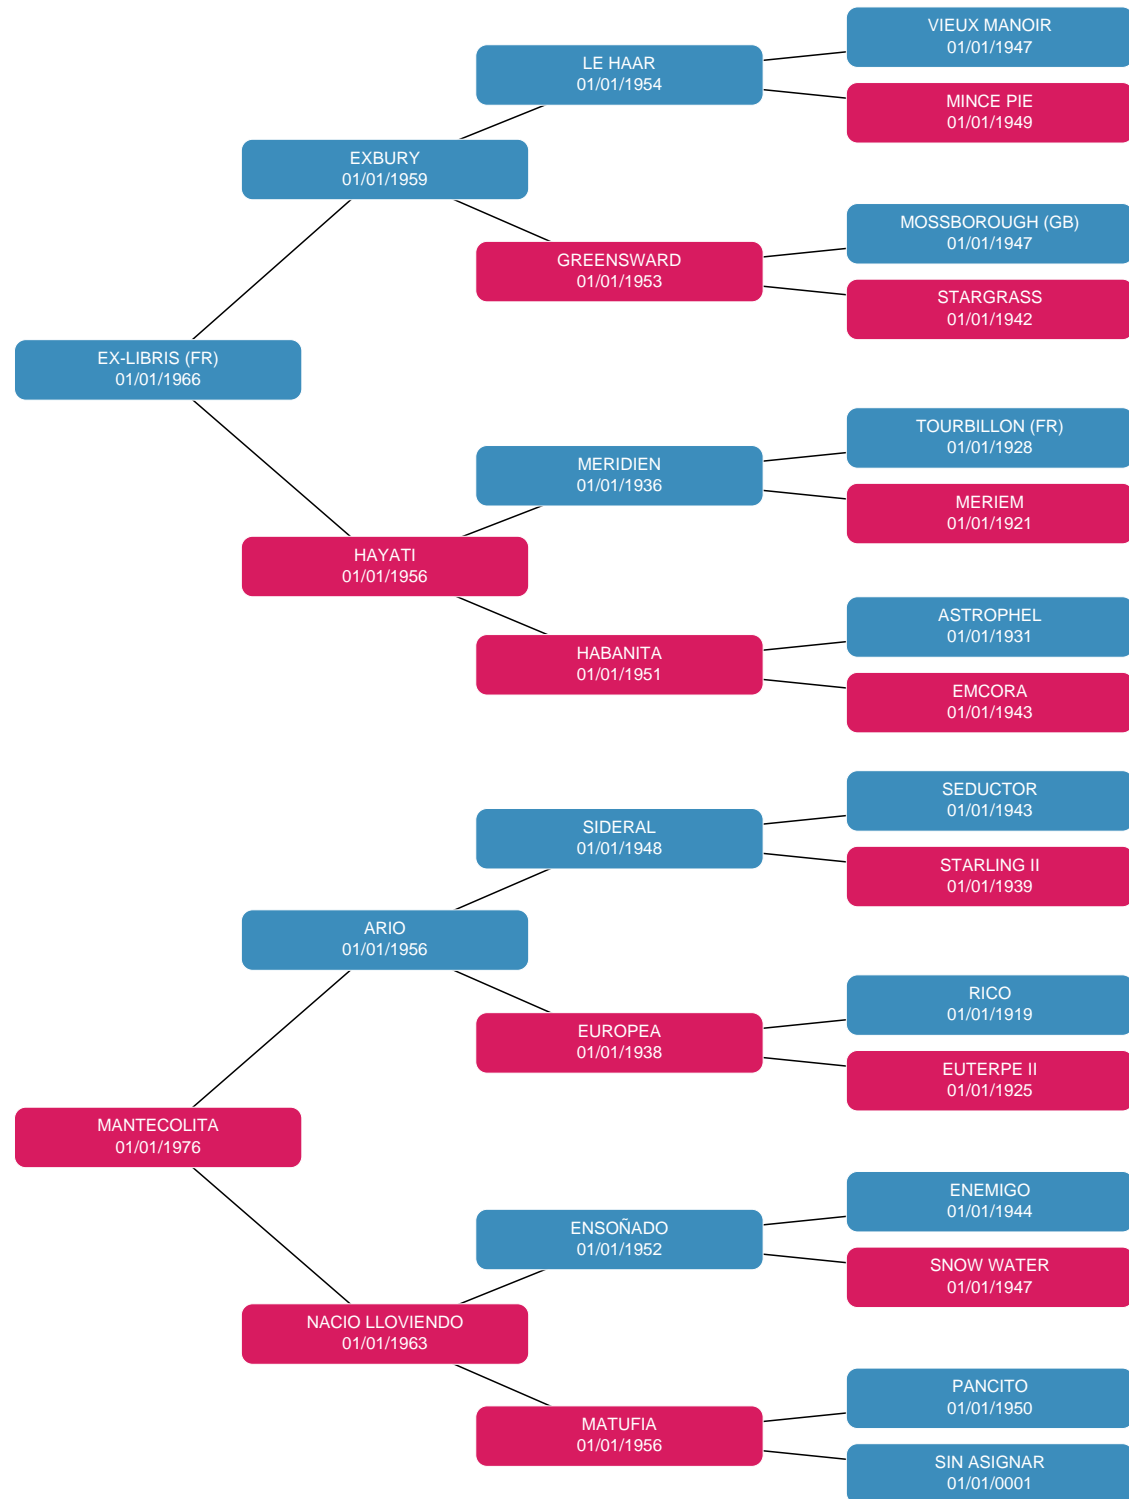 VIEUX MANOIR
01/01/1947
LE HAAR
01/01/1954
MINCE PIE
01/01/1949
EXBURY
01/01/1959
MOSSBOROUGH (GB)
01/01/1947
GREENSWARD
01/01/1953
STARGRASS
01/01/1942
EX-LIBRIS (FR)
01/01/1966
TOURBILLON (FR)
01/01/1928
MERIDIEN
01/01/1936
MERIEM
01/01/1921
HAYATI
01/01/1956
ASTROPHEL
01/01/1931
HABANITA
01/01/1951
EMCORA
01/01/1943
SEDUCTOR
01/01/1943
SIDERAL
01/01/1948
STARLING II
01/01/1939
ARIO
01/01/1956
RICO
01/01/1919
EUROPEA
01/01/1938
EUTERPE II
01/01/1925
MANTECOLITA
01/01/1976
ENEMIGO
01/01/1944
ENSOÑADO
01/01/1952
SNOW WATER
01/01/1947
NACIO LLOVIENDO
01/01/1963
PANCITO
01/01/1950
MATUFIA
01/01/1956
SIN ASIGNAR
01/01/0001